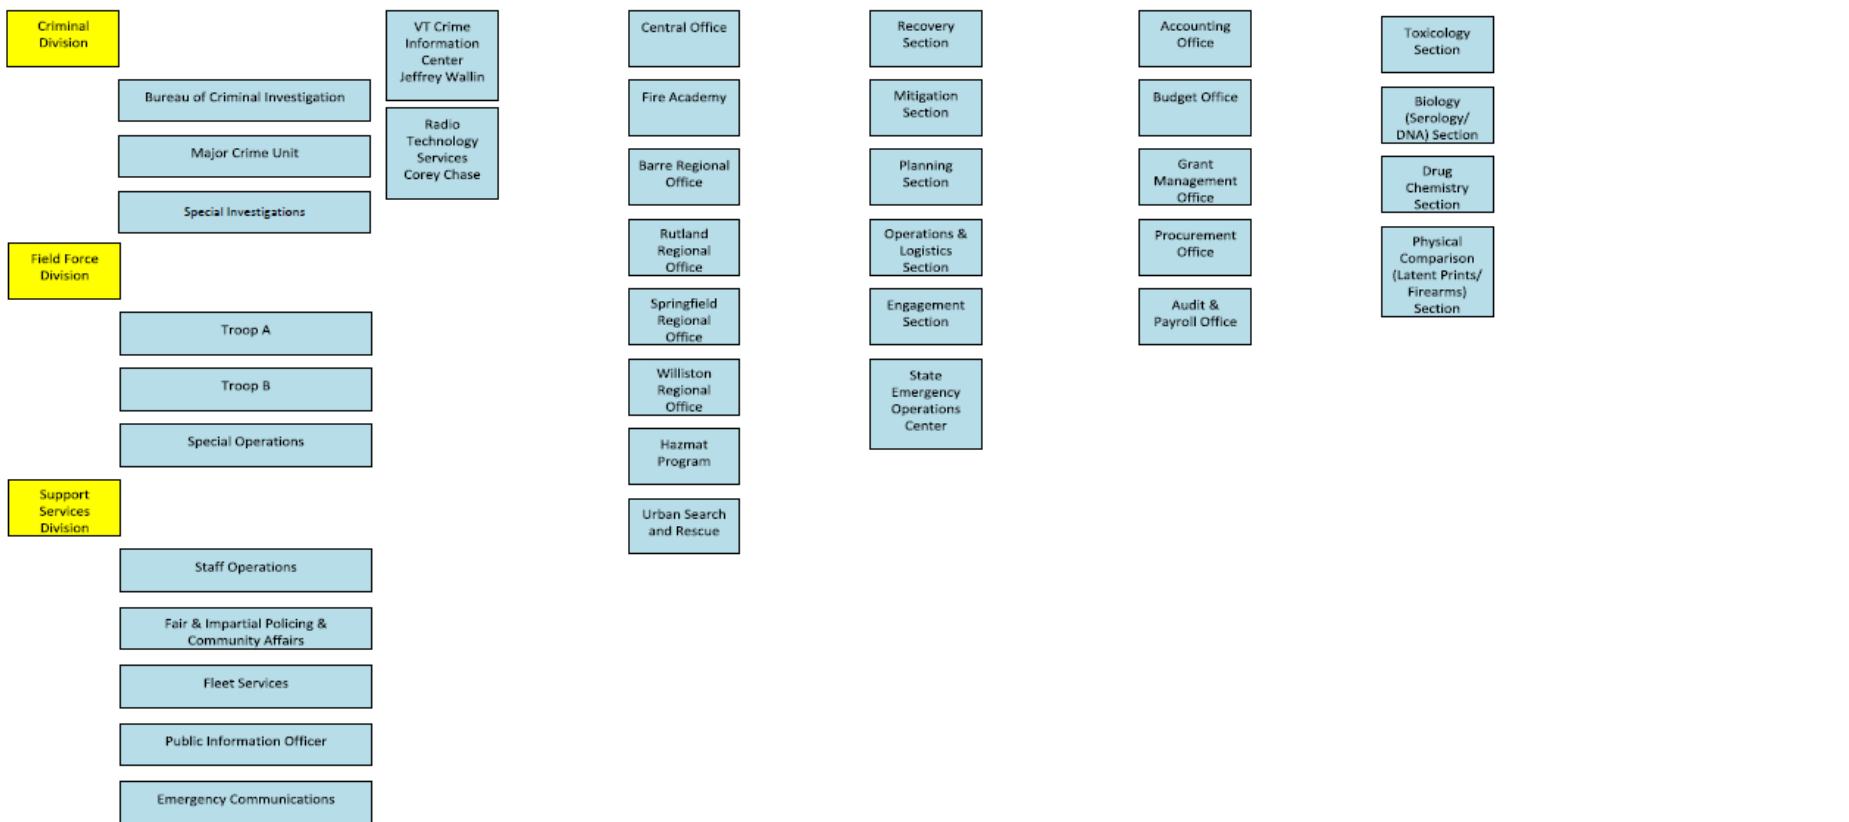 Criminal
Division
Bureau of Criminal Investigation
Major Crime Unit
Special Investigations
Field Force
Division
Troop A
Troop B
Special Operations
Support
Services
Division
Staff Operations
Fair & Impartial Policing &
Community Affairs
Fleet Services
Public Information Officer
Emergency Communications
VT Crime
Information
Center
Jeffrey Wallin
Radio
Technology
Services
Corey Chase
Central Office
Fire Academy
Barre Regional
Office
Rutland
Regional
Office
Springfield
Regional
Office
Williston
Regional
Office
Hazmat
Program
Urban Search
and Rescue
Recovery
Section
Mitigation
Section
Planning
Section
Operations &
Logistics
Section
Engagement
Section
State
Emergency
Operations
Center
Accounting
Office
Budget Office
Grant
Management
Office
Procurement
Office
Audit &
Payroll Office
Toxicology
Section
Biology
(Serology/
DNA) Section
Drug
Chemistry
Section
Physical
Comparison
(Latent Prints/
Firearms)
Section